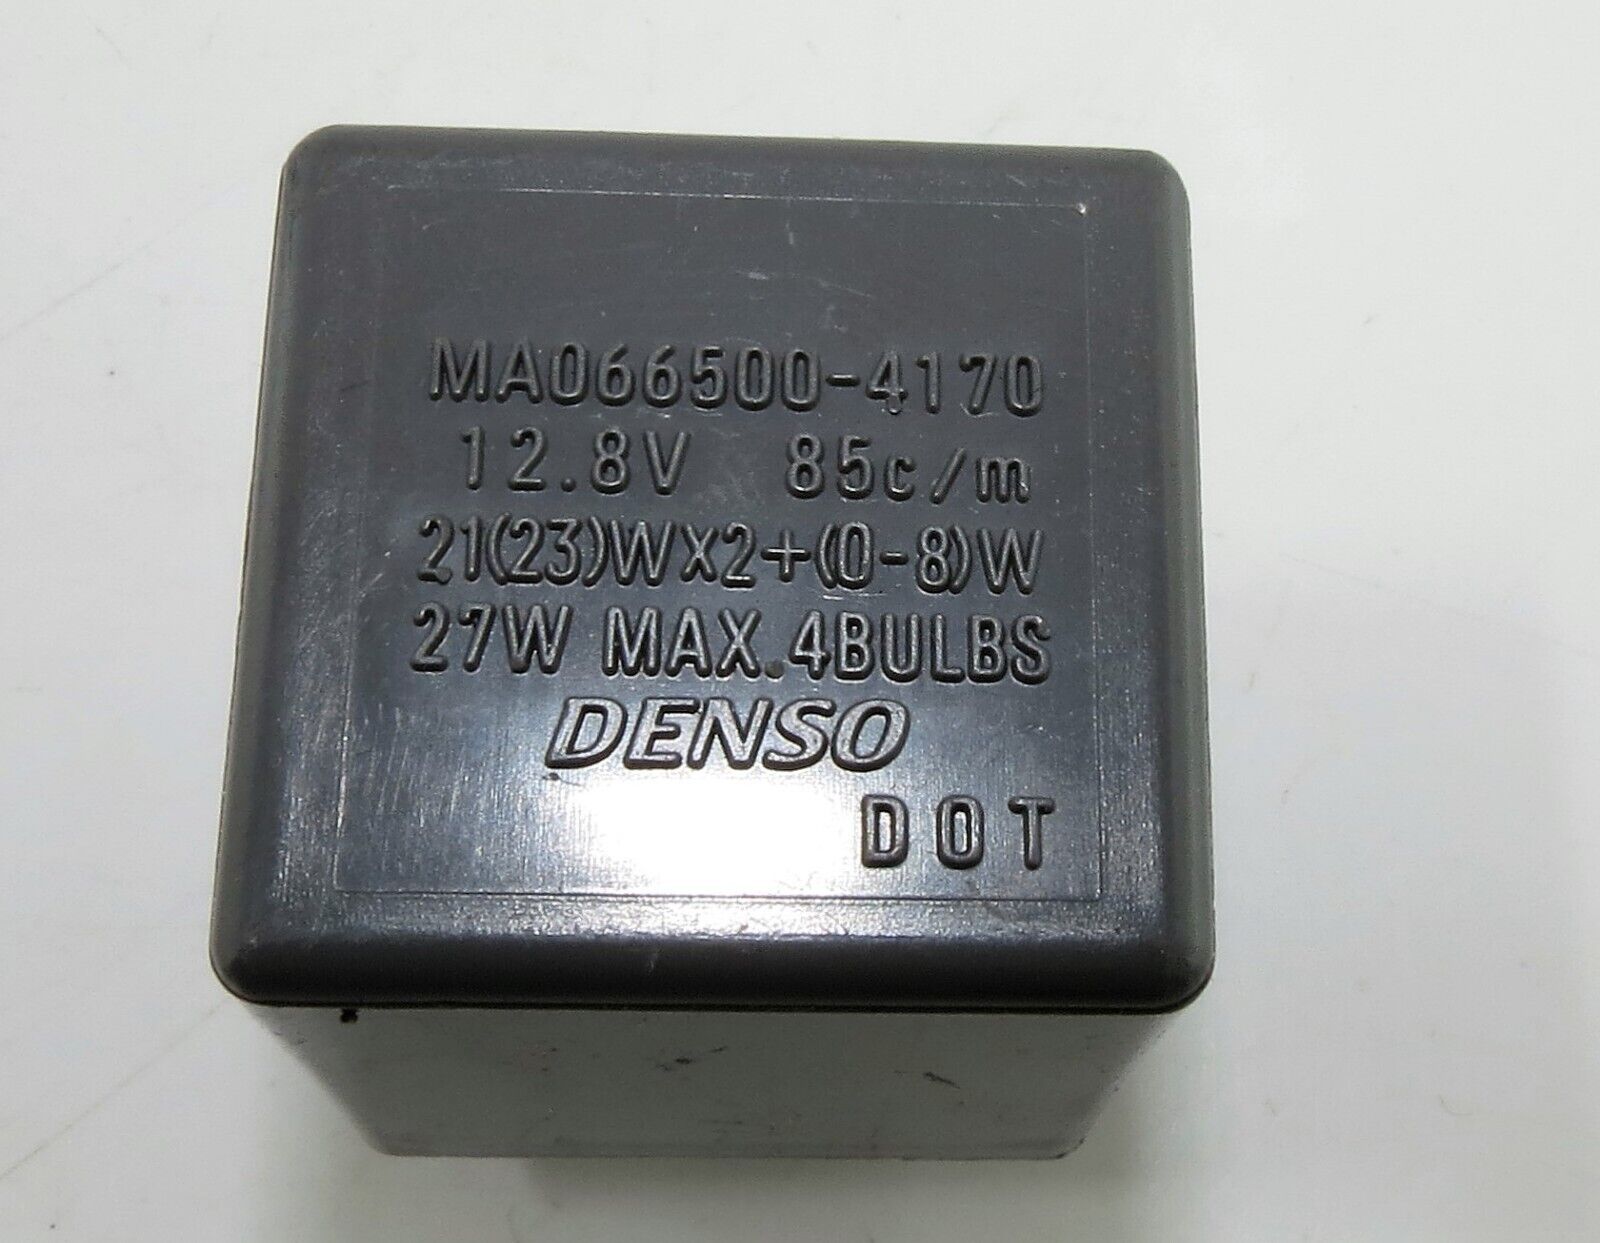 MA066500-4170
12.8V 85c/m
21(23)Wx2+(0-8)W
27W MAX.4BULBS
DENSO
DOT